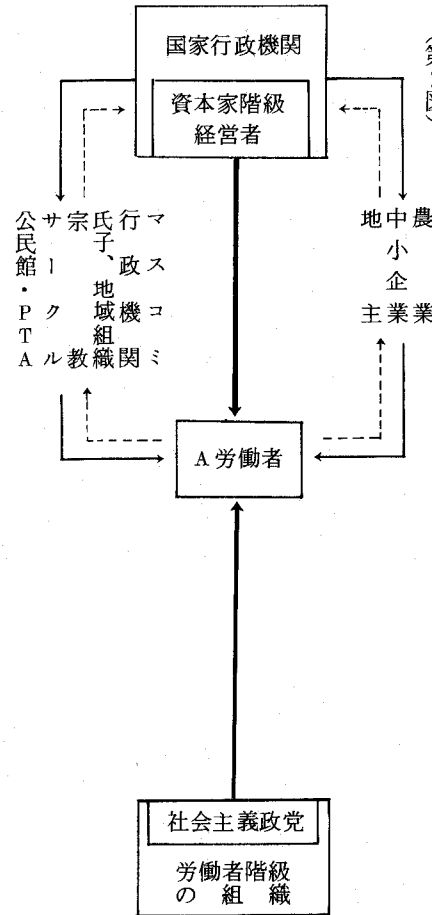 国家行政機関
資本家階級
経営者
マスコミ
行政機関
氏子、地域組織
宗教
サークル
公民館・PTA
農業
中小企業
地主
A労働者
社会主義政党
労働者階級
の組織